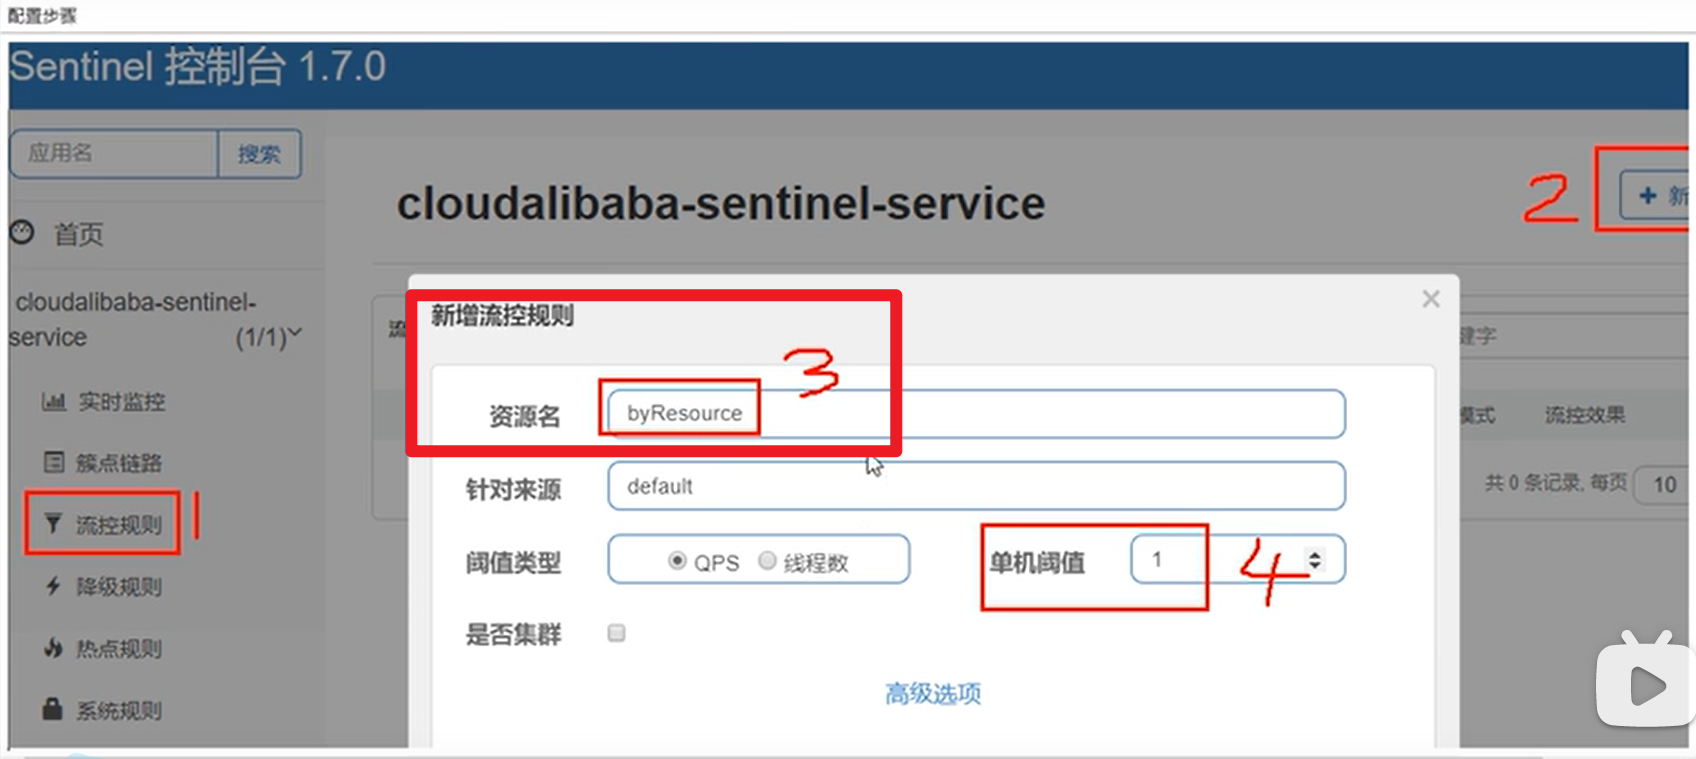 配置步骤
Sentinel 控制台 1.7.0
应用名 搜索
2
+ 新
cloudalibaba-sentinel-service
首页
cloudalibaba-sentinel-
service (1/1)
新增流控规则
×
流
键字
3
资源名 byResource
实时监控
模式 流控效果
簇点链路
针对来源 default
共 0 条记录, 每页 10
流控规则 1
阈值类型 QPS 线程数 单机阈值 1 4
降级规则
是否集群
热点规则
高级选项
系统规则